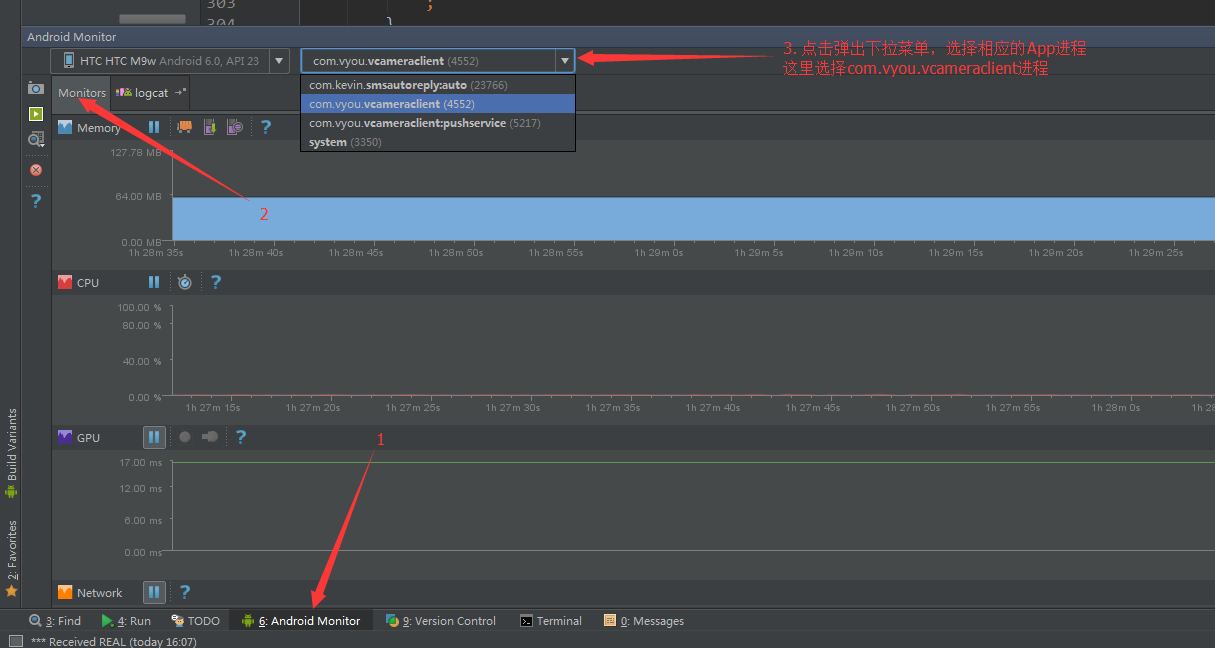 303
;
304
}
Android Monitor
HTC HTC M9w Android 6.0, API 23
com.vyou.vcameraclient (4552)
3. 点击弹出下拉菜单，选择相应的App进程
这里选择com.vyou.vcameraclient进程
Monitors
logcat
com.kevin.smsautoreply:auto (23766)
com.vyou.vcameraclient (4552)
com.vyou.vcameraclient:pushservice (5217)
system (3350)
Memory
?
?
127.78 MB
64.00 MB
0.00 MB
2
1h 28m 35s 1h 28m 40s 1h 28m 45s 1h 28m 50s 1h 28m 55s 1h 29m 0s 1h 29m 5s 1h 29m 10s 1h 29m 15s 1h 29m 20s 1h 29m 25s
CPU
?
100.00 %
80.00 %
40.00 %
0.00 %
1h 27m 15s 1h 27m 20s 1h 27m 25s 1h 27m 30s 1h 27m 35s 1h 27m 40s 1h 27m 45s 1h 27m 50s 1h 27m 55s 1h 28m 0s 1h 28
GPU
?
1
17.00 ms
12.00 ms
6.00 ms
0.00 ms
Network
?
Build Variants
2: Favorites
3: Find
4: Run
TODO
6: Android Monitor
9: Version Control
Terminal
0: Messages
*** Received REAL (today 16:07)